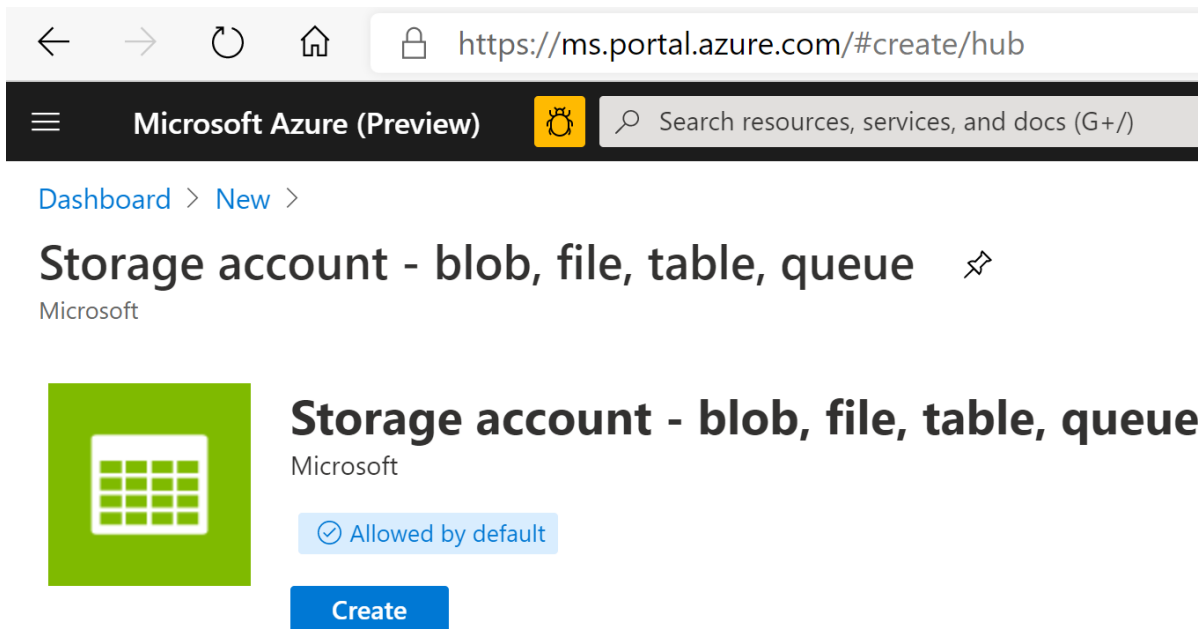 https://ms.portal.azure.com/#create/hub
Microsoft Azure (Preview) Search resources, services, and docs (G+/)
Dashboard > New >
Storage account - blob, file, table, queue
Microsoft
Storage account - blob, file, table, queue
Microsoft
Allowed by default
Create